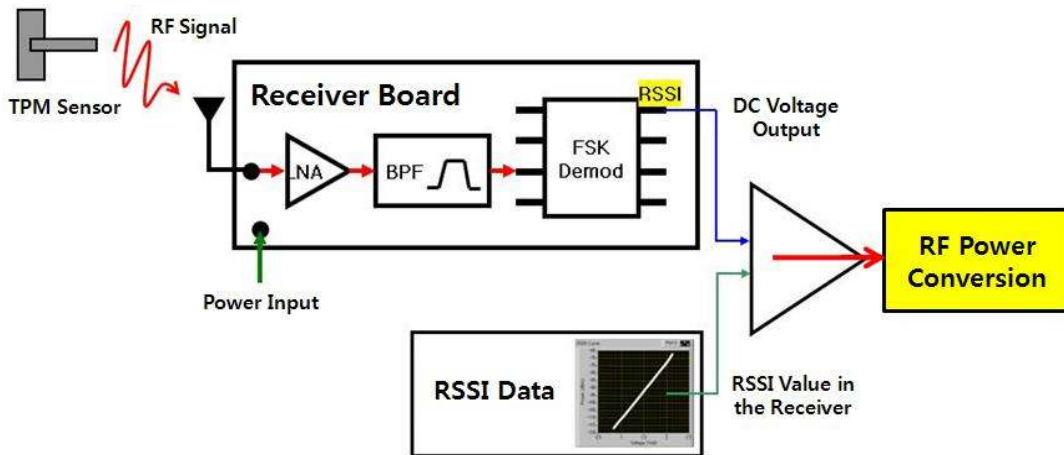 RF Signal
TPM Sensor
Receiver Board
RSSI
LNA
BPF
FSK
Demod
DC Voltage
Output
Power Input
RF Power
Conversion
RSSI Data
RSSI Value in
the Receiver